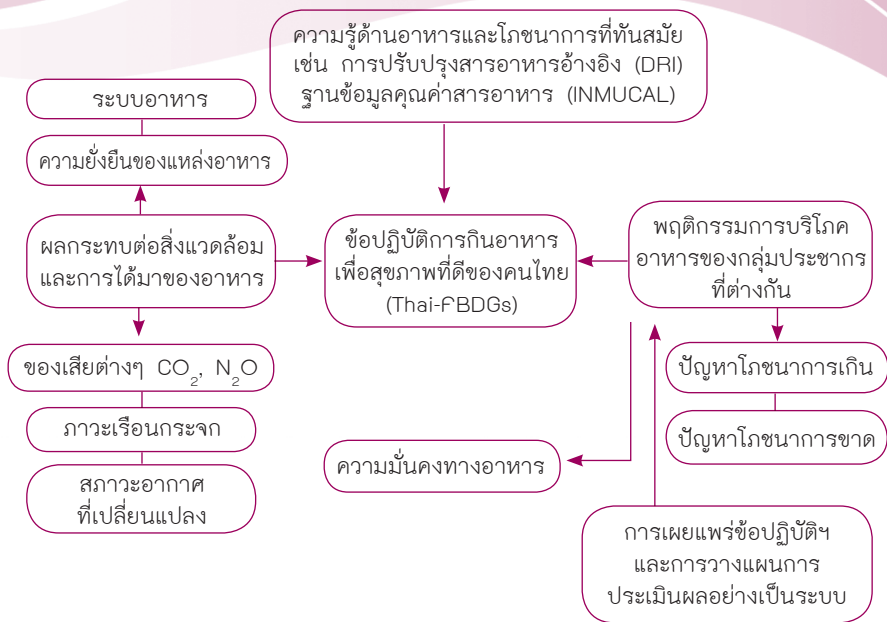 ความรู้ด้านอาหารและโภชนาการที่ทันสมัย
เช่น การปรับปรุงสารอาหารอ้างอิง (DRI)
ฐานข้อมูลคุณค่าสารอาหาร (INMUCAL)
ระบบอาหาร
ความยั่งยืนของแหล่งอาหาร
ผลกระทบต่อสิ่งแวดล้อม
และการได้มาของอาหาร
ข้อปฏิบัติการกินอาหาร
เพื่อสุขภาพที่ดีของคนไทย
(Thai-FBDGs)
พฤติกรรมการบริโภค
อาหารของกลุ่มประชากร
ที่ต่างกัน
ของเสียต่างๆ CO₂, N₂O
ภาวะเรือนกระจก
สภาวะอากาศ
ที่เปลี่ยนแปลง
ปัญหาโภชนาการเกิน
ปัญหาโภชนาการขาด
ความมั่นคงทางอาหาร
การเผยแพร่ข้อปฏิบัติฯ
และการวางแผนการ
ประเมินผลอย่างเป็นระบบ